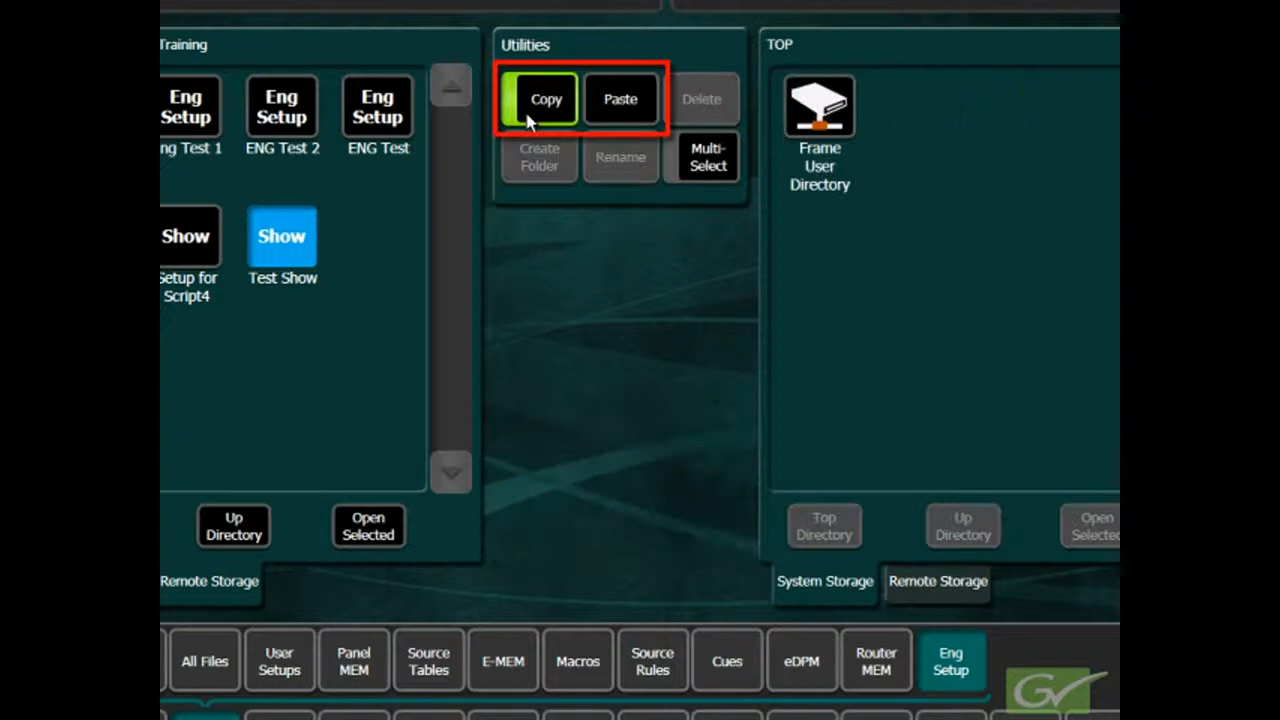 Training
Eng
Setup
ng Test 1
Eng
Setup
ENG Test 2
Eng
Setup
ENG Test
Show
Setup for
Script4
Show
Test Show
Up
Directory
Open
Selected
Remote Storage
Utilities
Copy
Paste
Delete
Create
Folder
Rename
Multi-
Select
TOP
Frame
User
Directory
Top
Directory
Up
Directory
Open
Selected
System Storage
Remote Storage
All Files
User
Setups
Panel
MEM
Source
Tables
E-MEM
Macros
Source
Rules
Cues
eDPM
Router
MEM
Eng
Setup
GV